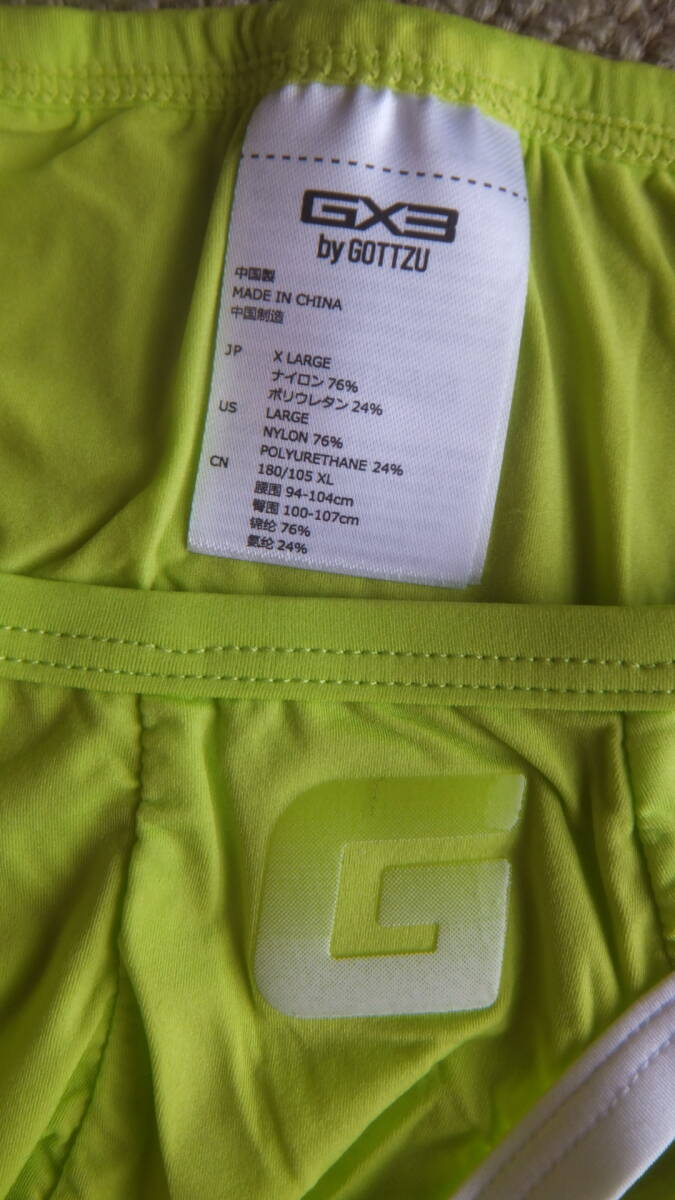 GX3
by GOTTZU
中国製
MADE IN CHINA
中国制造
JP X LARGE
ナイロン 76%
ポリウレタン 24%
US LARGE
NYLON 76%
POLYURETHANE 24%
CN 180/105 XL
腰围 94-104cm
臀围 100-107cm
锦纶 76%
氨纶 24%
G